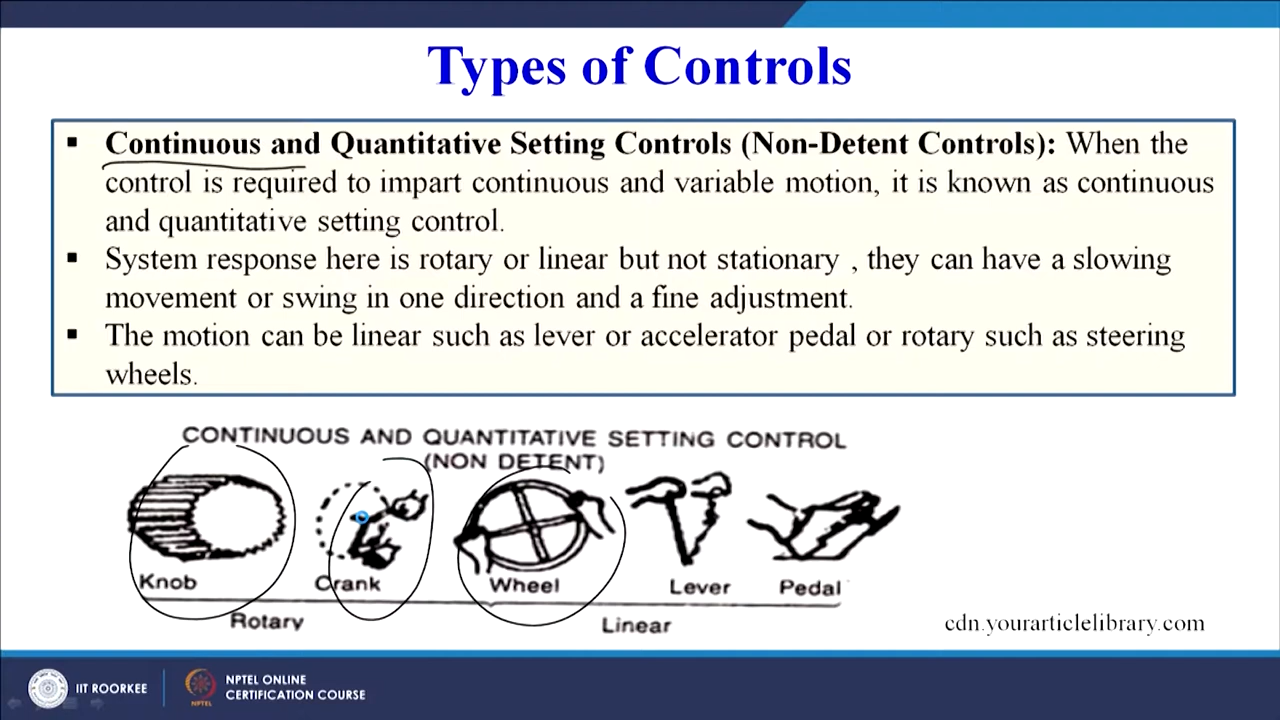 Types of Controls
▪ Continuous and Quantitative Setting Controls (Non-Detent Controls): When the
control is required to impart continuous and variable motion, it is known as continuous
and quantitative setting control.
▪ System response here is rotary or linear but not stationary , they can have a slowing
movement or swing in one direction and a fine adjustment.
▪ The motion can be linear such as lever or accelerator pedal or rotary such as steering
wheels.
CONTINUOUS AND QUANTITATIVE SETTING CONTROL
(NON DETENT)
Knob Crank Wheel Lever Pedal
Rotary Linear
cdn.yourarticlelibrary.com
IIT ROORKEE
NPTEL
NPTEL ONLINE
CERTIFICATION COURSE